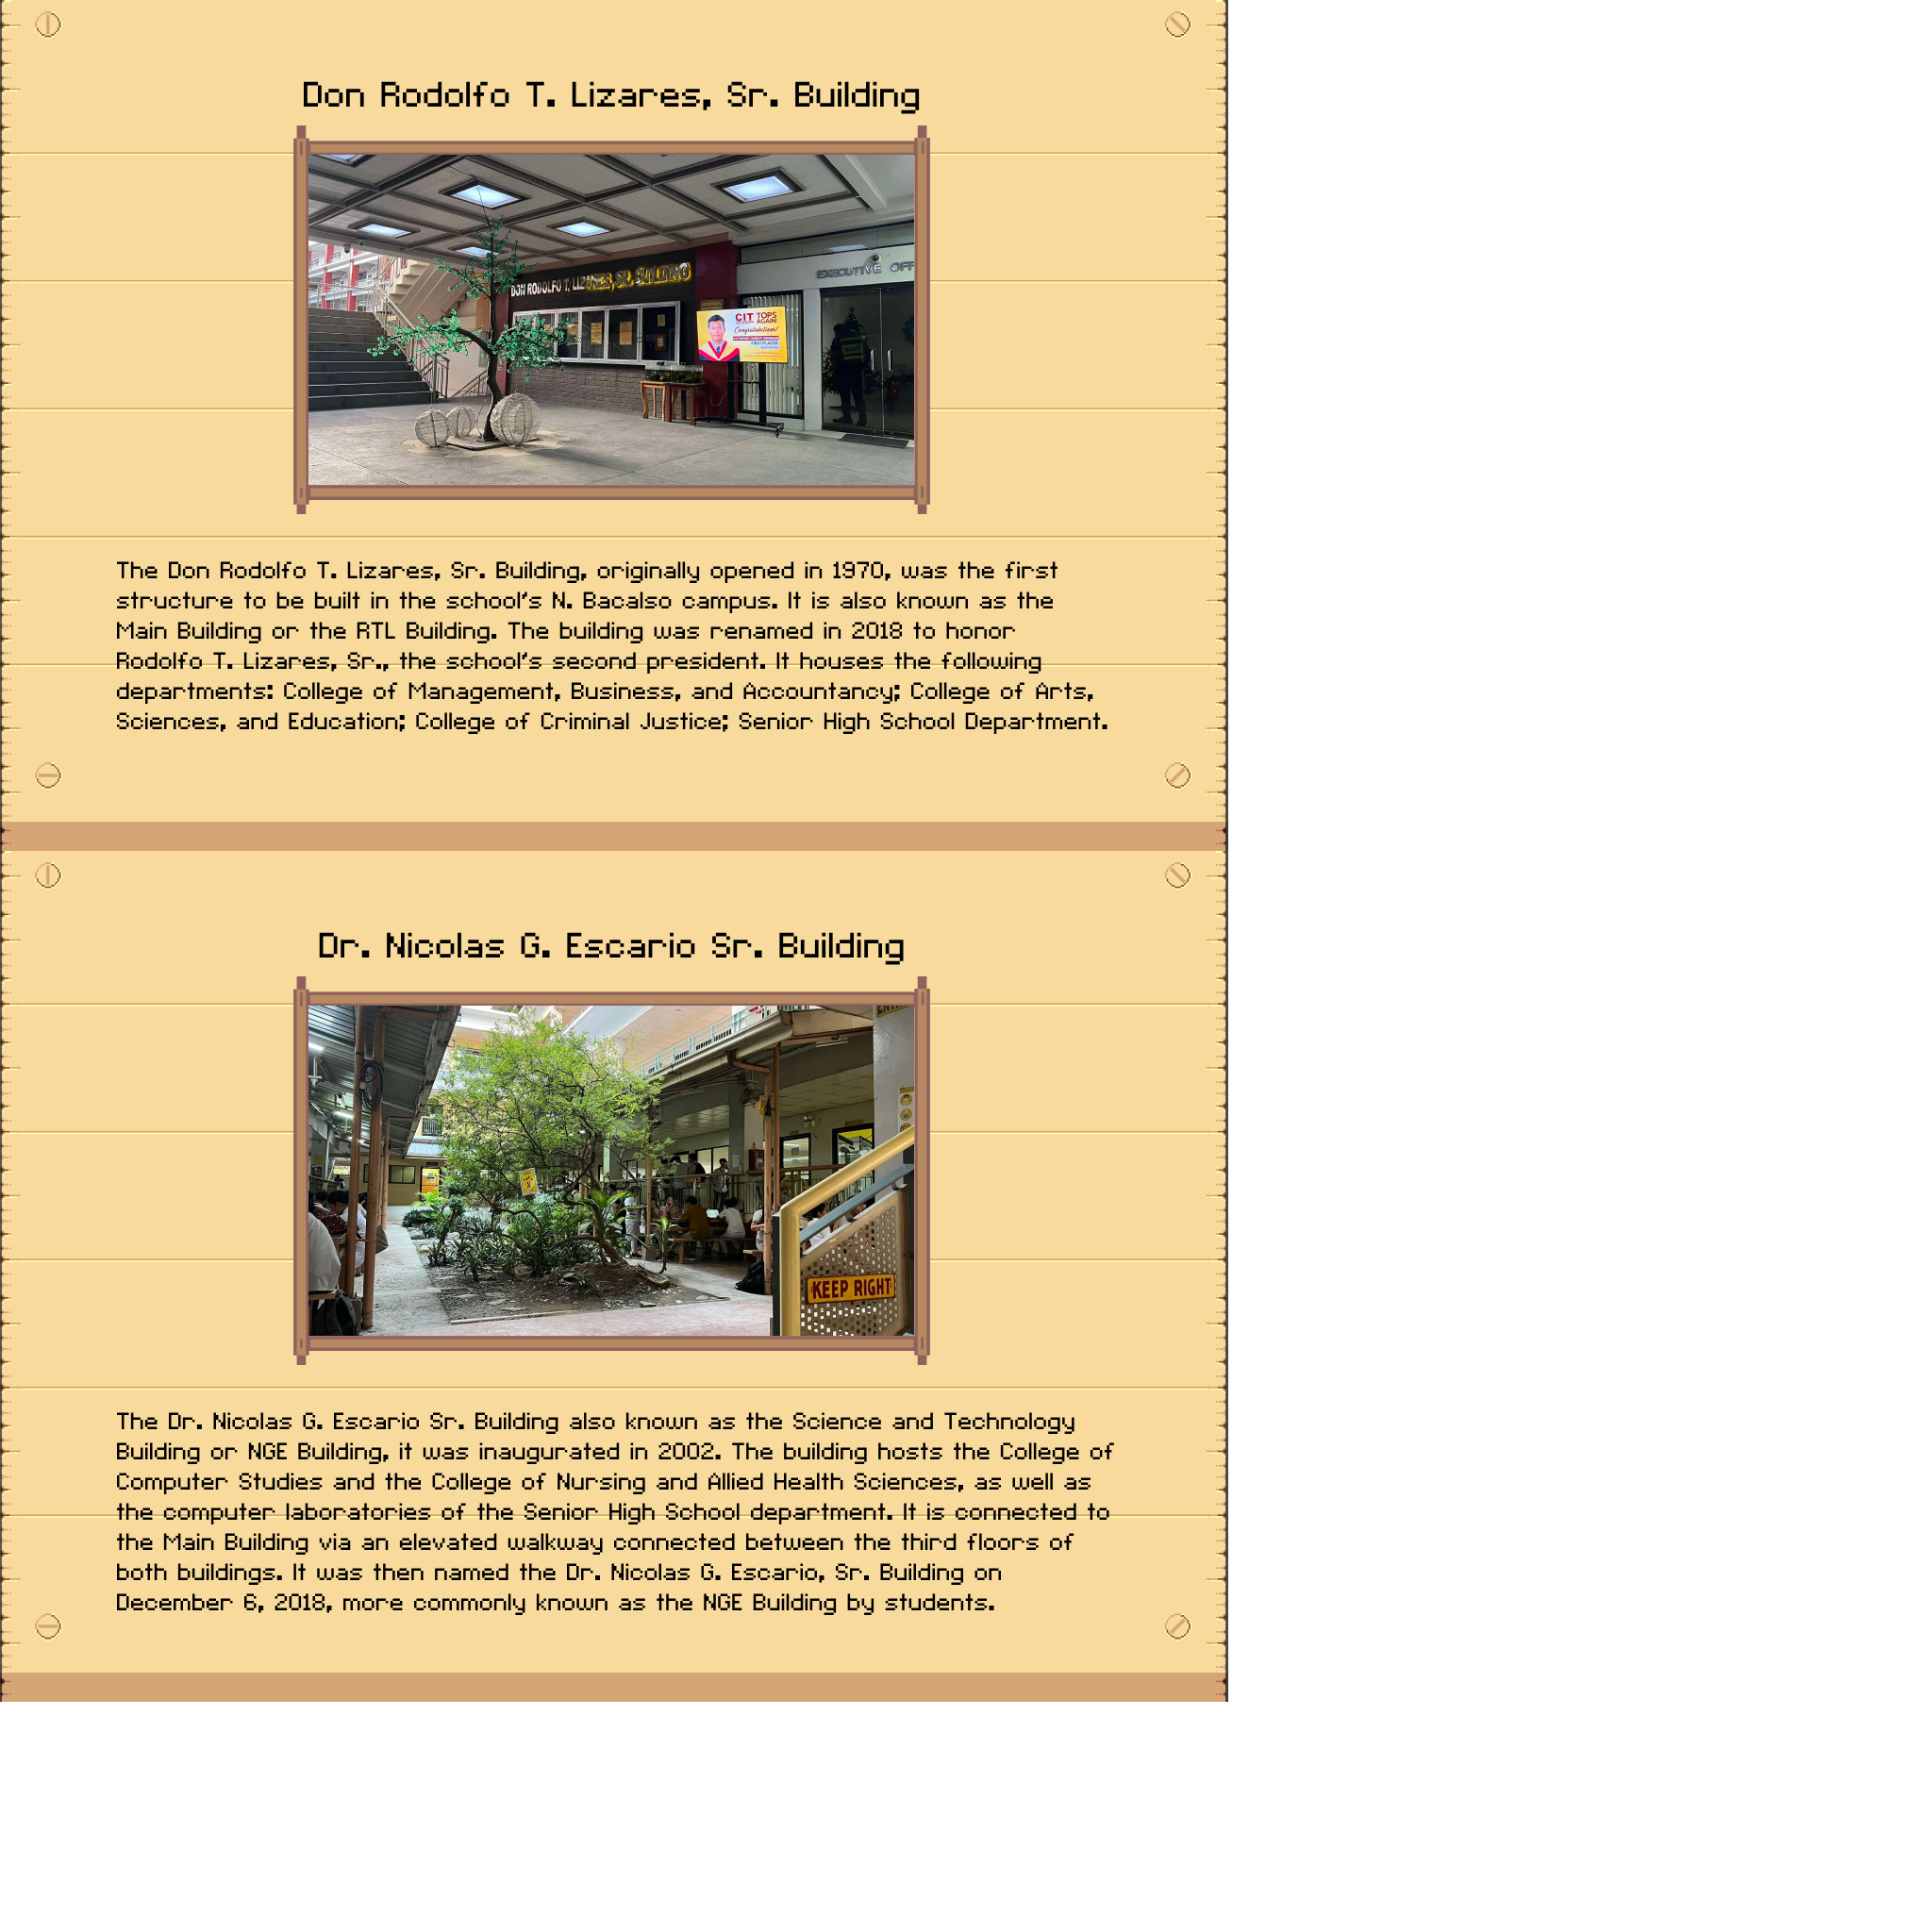 Don Rodolfo T. Lizares, Sr. Building
DON RODOLFO T. LIZARES, SR. BUILDING
EXECUTIVE OFF
CIT TOPS
AGAIN!
Congratulations!
The Don Rodolfo T. Lizares, Sr. Building, originally opened in 1970, was the first
structure to be built in the school's N. Bacalso campus. It is also known as the
Main Building or the RTL Building. The building was renamed in 2018 to honor
Rodolfo T. Lizares, Sr., the school's second president. It houses the following
departments: College of Management, Business, and Accountancy; College of Arts,
Sciences, and Education; College of Criminal Justice; Senior High School Department.
Dr. Nicolas G. Escario Sr. Building
KEEP RIGHT
The Dr. Nicolas G. Escario Sr. Building also known as the Science and Technology
Building or NGE Building, it was inaugurated in 2002. The building hosts the College of
Computer Studies and the College of Nursing and Allied Health Sciences, as well as
the computer laboratories of the Senior High School department. It is connected to
the Main Building via an elevated walkway connected between the third floors of
both buildings. It was then named the Dr. Nicolas G. Escario, Sr. Building on
December 6, 2018, more commonly known as the NGE Building by students.